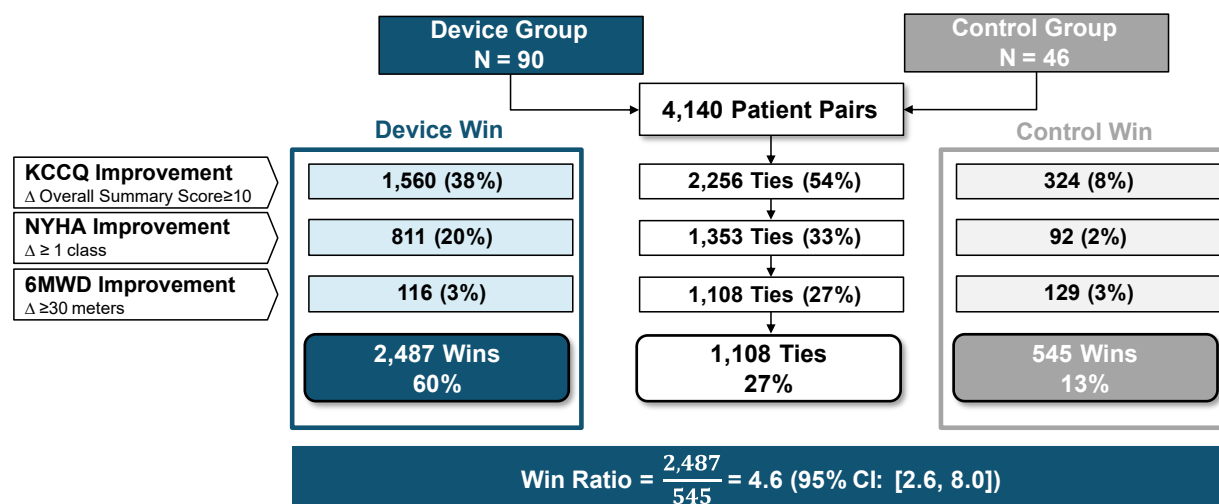 Device Group
N = 90
Control Group
N = 46
4,140 Patient Pairs
Device Win
Control Win
KCCQ Improvement
Δ Overall Summary Score≥10
1,560 (38%)
2,256 Ties (54%)
324 (8%)
NYHA Improvement
Δ ≥ 1 class
811 (20%)
1,353 Ties (33%)
92 (2%)
6MWD Improvement
Δ ≥30 meters
116 (3%)
1,108 Ties (27%)
129 (3%)
2,487 Wins
60%
1,108 Ties
27%
545 Wins
13%
Win Ratio = 2,487/545 = 4.6 (95% CI: [2.6, 8.0])